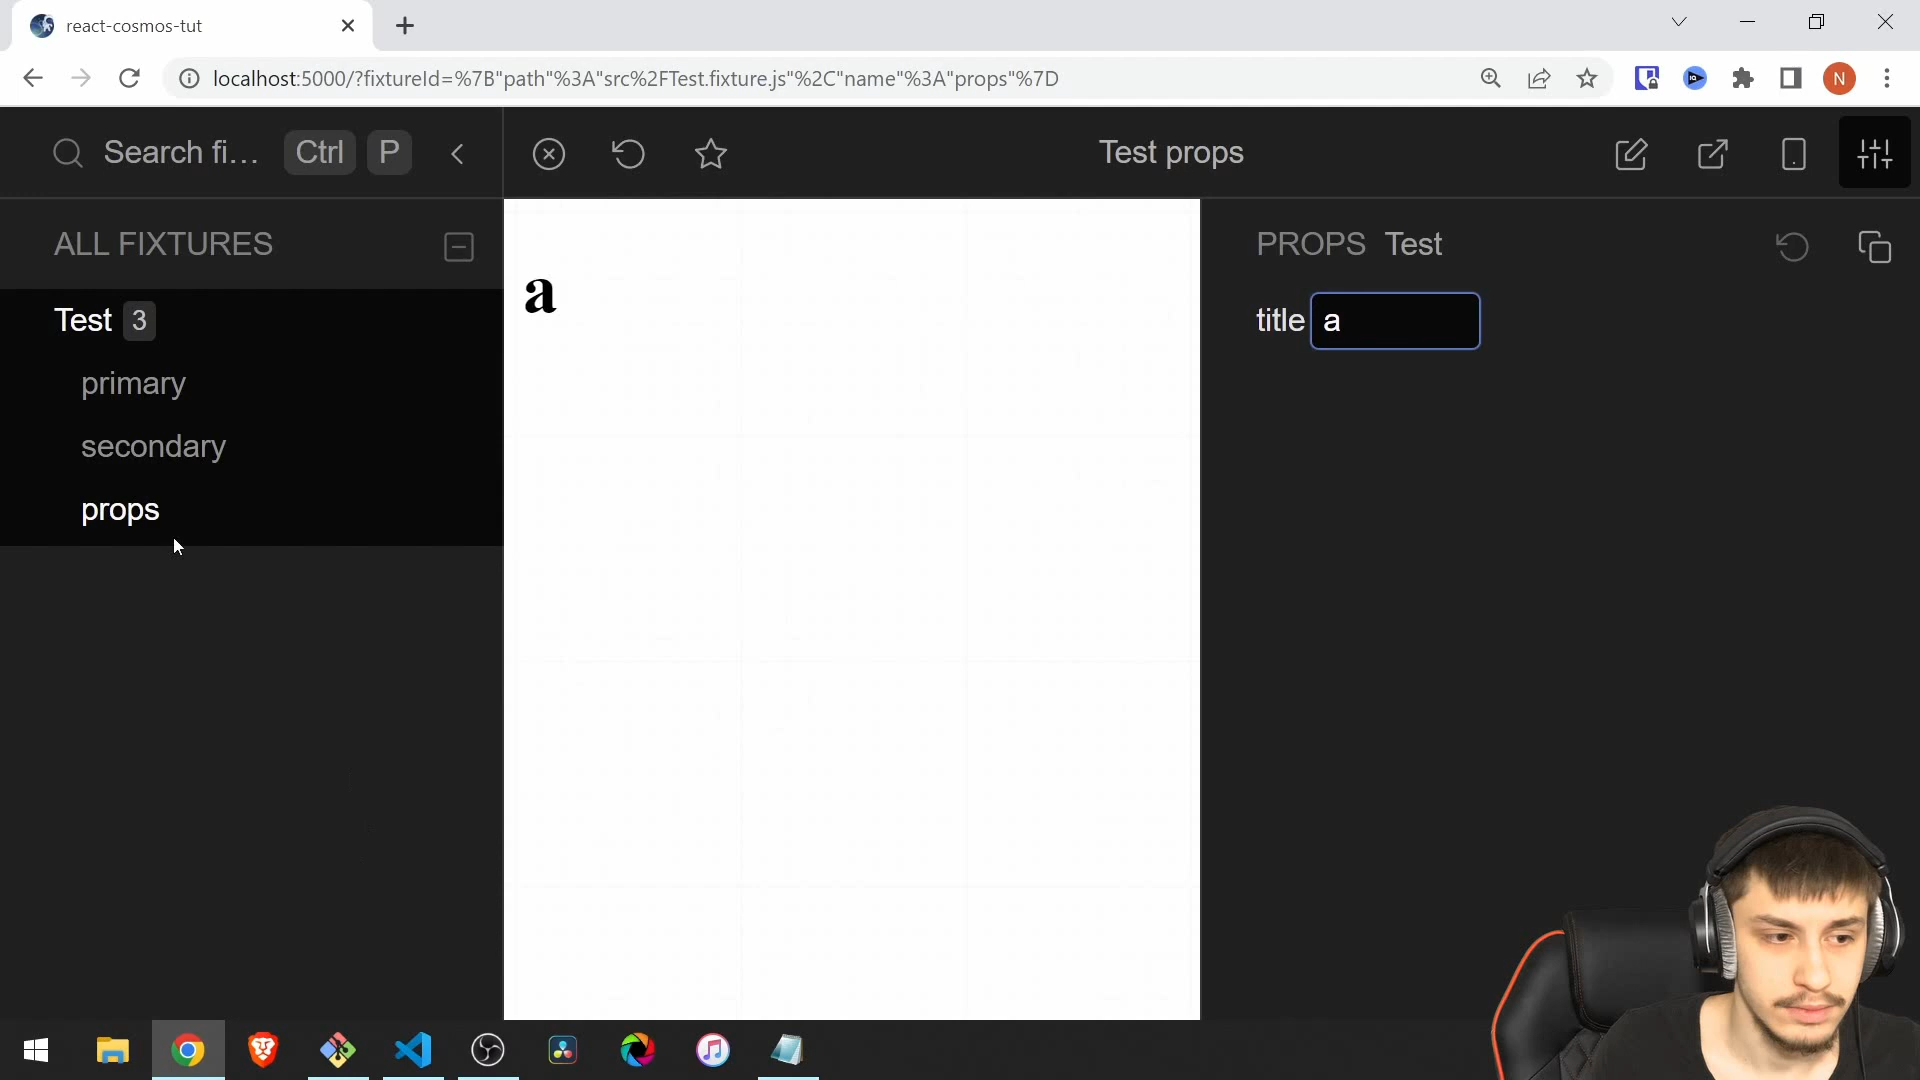 react-cosmos-tut
localhost:5000/?fixtureId=%7B"path"%3A"src%2FTest.fixture.js"%2C"name"%3A"props"%7D
N
Search fi... Ctrl P
Test props
ALL FIXTURES
PROPS Test
Test 3
title a
a
primary
secondary
props